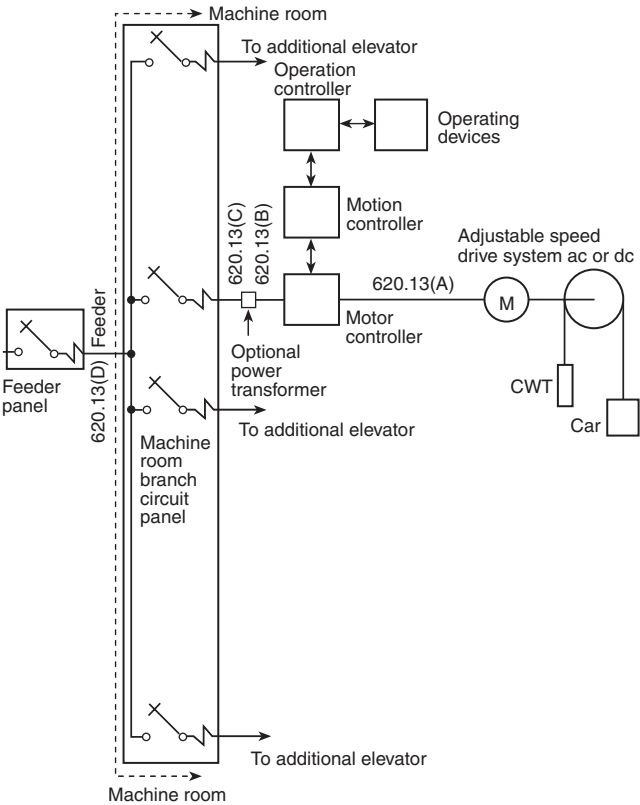 Machine room
To additional elevator
Operation
controller
Operating
devices
Motion
controller
620.13(C)
620.13(B)
Adjustable speed
drive system ac or dc
620.13(A)
M
Motor
controller
Optional
power
transformer
Feeder
620.13(D)
Feeder
panel
CWT
Car
To additional elevator
Machine
room
branch
circuit
panel
To additional elevator
Machine room